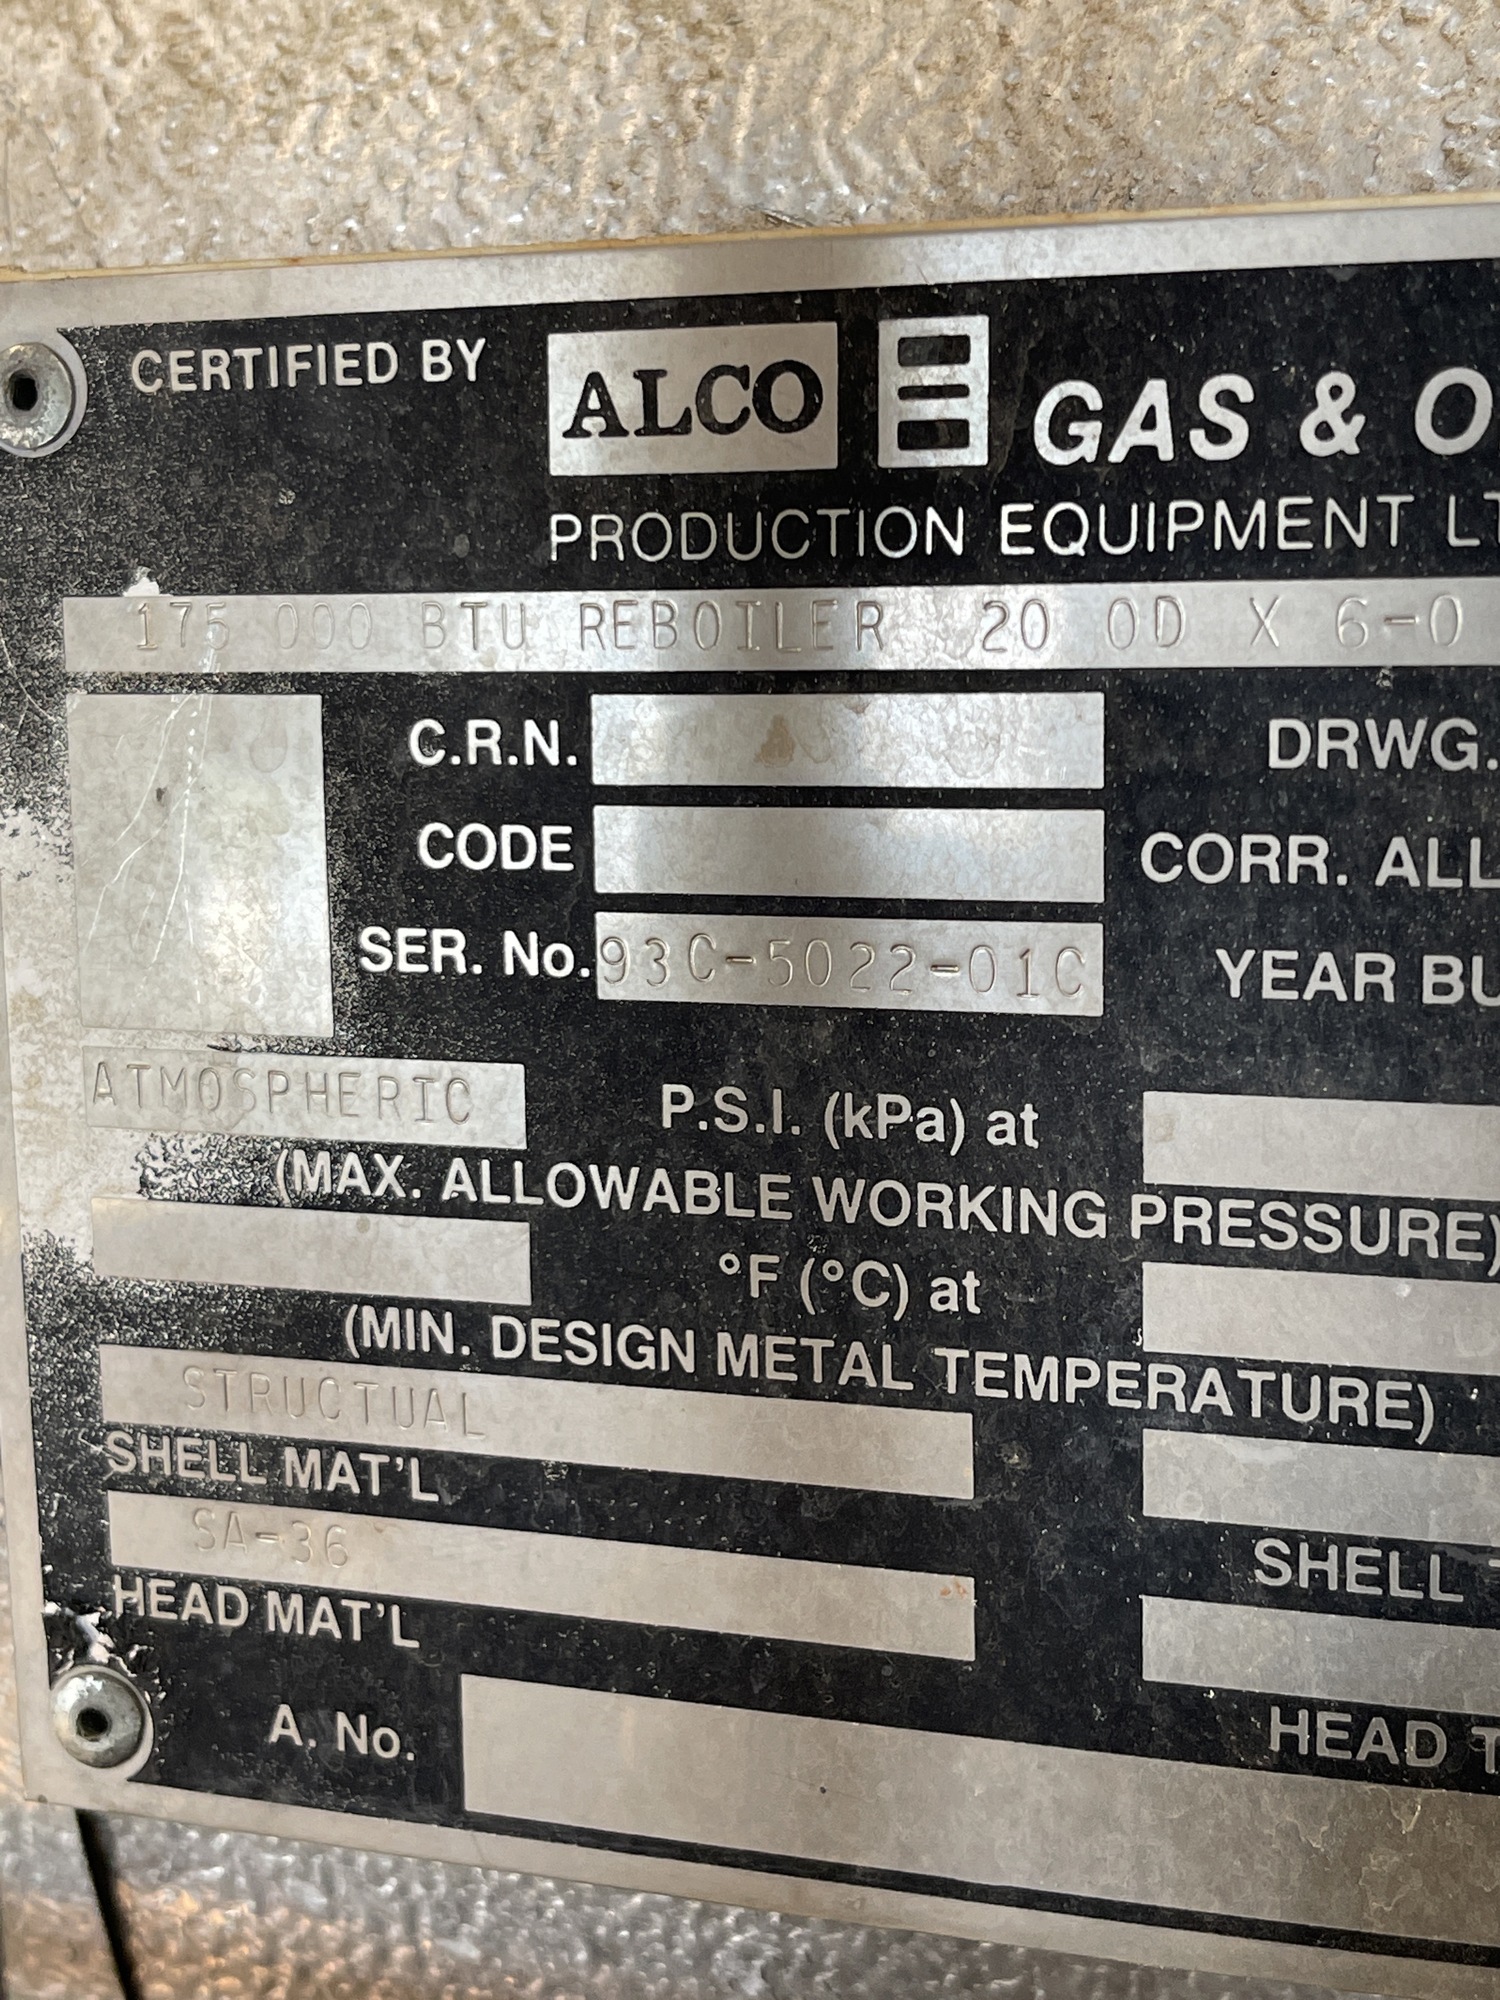 CERTIFIED BY ALCO GAS & O
PRODUCTION EQUIPMENT LT
175 000 BTU REBOILER 20 OD X 6-0
C.R.N. DRWG.
CODE CORR. ALL
SER. No. 93C-5022-01C YEAR BU
ATMOSPHERIC P.S.I. (kPa) at
(MAX. ALLOWABLE WORKING PRESSURE)
°F (°C) at
(MIN. DESIGN METAL TEMPERATURE)
STRUCTUAL
SHELL MAT'L
SA-36 SHELL T
HEAD MAT'L
A. No. HEAD T